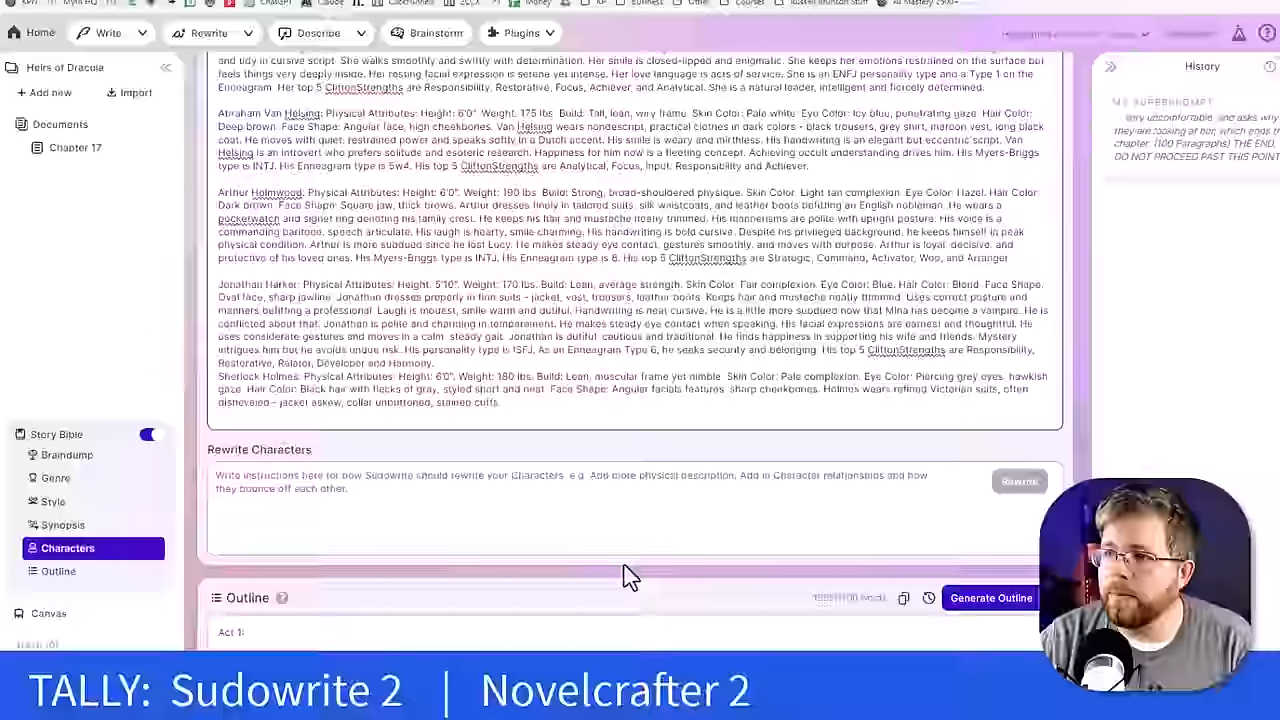 Home
Write
Rewrite
Describe
Brainstorm
Plugins
Heirs of Dracula
+ Add new
Import
Documents
Chapter 17
Story Bible
Braindump
Genre
Style
Synopsis
Characters
Outline
Canvas
and tidy in cursive script. She walks smoothly and swiftly with determination. Her smile is closed-lipped and enigmatic. She keeps her emotions restrained on the surface but
feels things very deeply inside. Her resting facial expression is serene yet intense. Her love language is acts of service. She is an ENFJ personality type and a Type 1 on the
Enneagram. Her top 5 CliftonStrengths are Responsibility, Restorative, Focus, Achiever, and Analytical. She is a natural leader, intelligent and fiercely determined.
Abraham Van Helsing: Physical Attributes: Height: 6'0" Weight: 175 lbs Build: Tall, lean, wiry frame. Skin Color: Pale white. Eye Color: Icy blue, penetrating gaze. Hair Color:
Deep brown. Face Shape: Angular face, high cheekbones. Van Helsing wears nondescript, practical clothes in dark colors - black trousers, grey shirt, maroon vest, long black
coat. He moves with quiet, restrained power and speaks softly in a Dutch accent. His smile is weary and mirthless. His handwriting is an elegant but eccentric script. Van
Helsing is an introvert who prefers solitude and esoteric research. Happiness for him now is a fleeting concept. Achieving occult understanding drives him. His Myers-Briggs
type is INTJ. His Enneagram type is 5w4. His top 5 CliftonStrengths are Analytical, Focus, Input, Responsibility and Achiever.
Arthur Holmwood: Physical Attributes: Height: 6'0". Weight: 190 lbs Build: Strong, broad-shouldered physique. Skin Color: Light tan complexion. Eye Color: Hazel. Hair Color:
Dark brown. Face Shape: Square jaw, thick brows. Arthur dresses finely in tailored suits, silk waistcoats, and leather boots befitting an English nobleman. He wears a
pocketwatch and signet ring denoting his family crest. He keeps his hair and mustache neatly trimmed. His mannerisms are polite with upright posture. His voice is a
commanding baritone, speech articulate. His laugh is hearty, smile charming. His handwriting is bold cursive. Despite his privileged background, he keeps himself in peak
physical condition. Arthur is more subdued since he lost Lucy. He makes steady eye contact, gestures smoothly, and moves with purpose. Arthur is loyal, decisive, and
protective of his loved ones. His Myers-Briggs type is INTJ. His Enneagram type is 8. His top 5 CliftonStrengths are Strategic, Command, Activator, Woo, and Arranger
Jonathan Harker: Physical Attributes: Height: 5'10". Weight: 170 lbs. Build: Lean, average strength. Skin Color: Fair complexion. Eye Color: Blue. Hair Color: Blond. Face Shape:
Oval face, sharp jawline. Jonathan dresses properly in fine suits - jacket, vest, trousers, leather boots. Keeps hair and mustache neatly trimmed. Uses correct posture and
manners befitting a professional. Laugh is modest, smile warm and dutiful. Handwriting is neat cursive. He is a little more subdued now that Mina has become a vampire. He is
conflicted about that. Jonathan is polite and charming in temperament. He makes steady eye contact when speaking. His facial expressions are earnest and thoughtful. He
uses considerate gestures and moves in a calm, steady gait. Jonathan is dutiful, cautious and traditional. He finds happiness in supporting his wife and friends. Mystery
intrigues him but he avoids undue risk. His personality type is ISFJ. As an Enneagram Type 6, he seeks security and belonging. His top 5 CliftonStrengths are Responsibility,
Restorative, Relator, Developer and Harmony.
Sherlock Holmes: Physical Attributes: Height: 6'0". Weight: 180 lbs. Build: Lean, muscular frame yet nimble. Skin Color: Pale complexion. Eye Color: Piercing grey eyes, hawkish
gaze. Hair Color: Black hair with flecks of gray, styled short and neat. Face Shape: Angular facials features, sharp cheekbones. Holmes wears refined Victorian suits, often
disheveled - jacket askew, collar unbuttoned, stained cuffs.
Rewrite Characters
Write instructions here for how Sudowrite should rewrite your Characters. e.g. Add more physical description. Add in Character relationships and how
they bounce off each other.
Rewrite
Outline
Generate Outline
Act 1:
History
MY SUPERPROMPT
very uncomfortable, and asks why
they are looking at her, which ends th
chapter. (100 Paragraphs) THE END.
DO NOT PROCEED PAST THIS POINT
TALLY: Sudowrite 2 | Novelcrafter 2